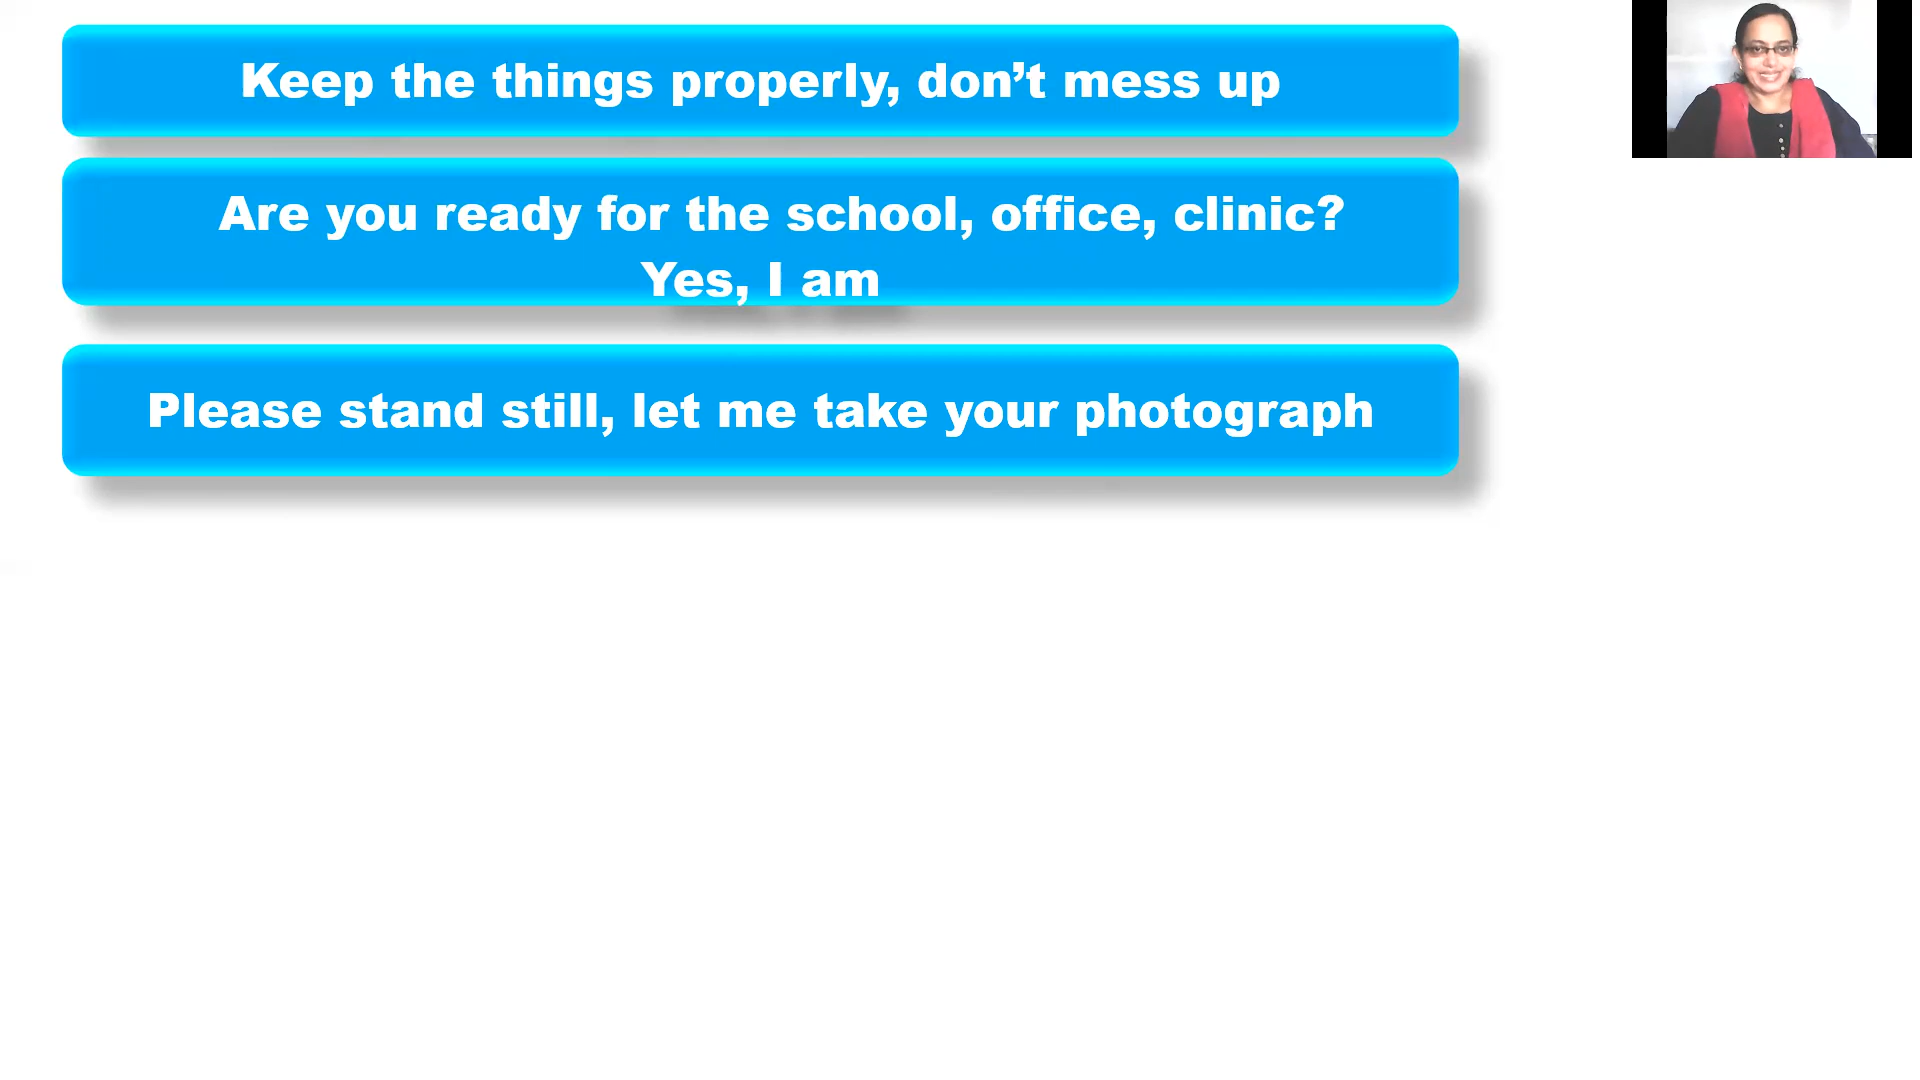 Keep the things properly, don’t mess up
Are you ready for the school, office, clinic?
Yes, I am
Please stand still, let me take your photograph